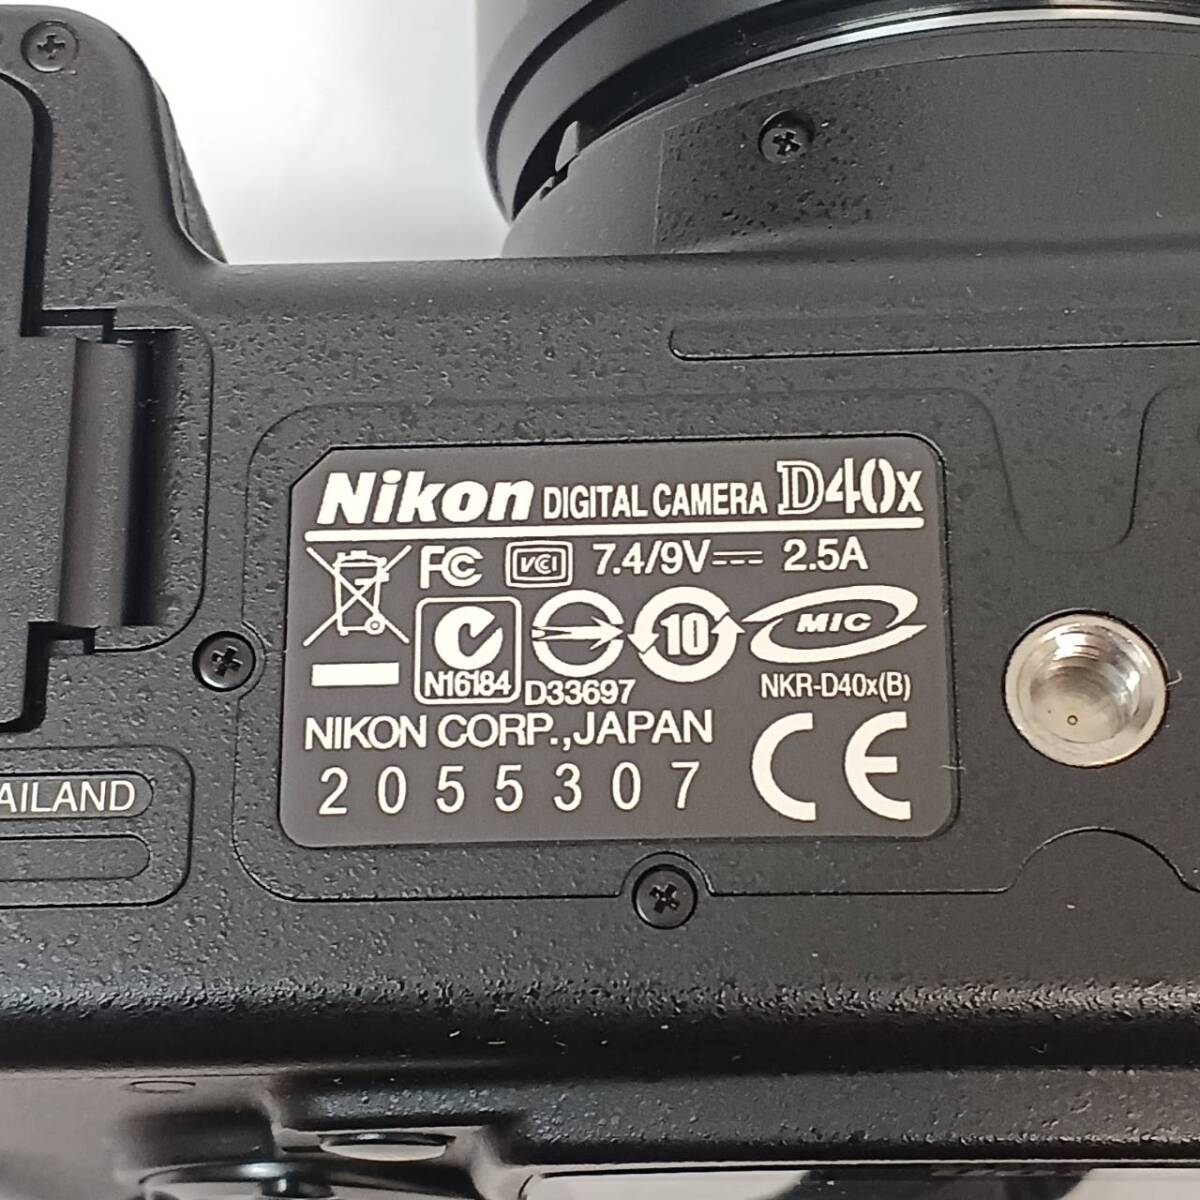 Nikon DIGITAL CAMERA D40x
FC VCCI 7.4/9V⎓ 2.5A
10 MIC
N16184 D33697 NKR-D40x(B)
NIKON CORP.,JAPAN CE
2055307
AILAND